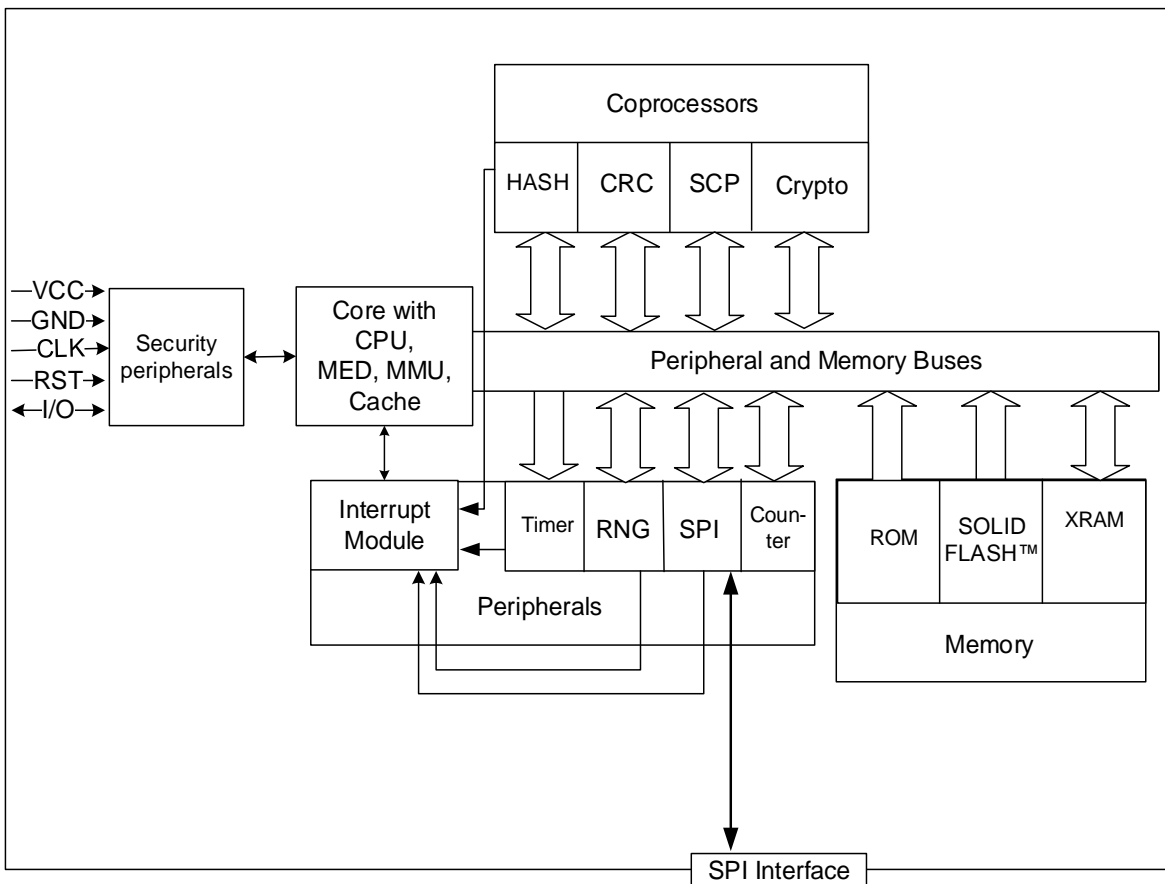 Coprocessors
HASH
CRC
SCP
Crypto
VCC
GND
CLK
RST
I/O
Security
peripherals
Core with
CPU,
MED, MMU,
Cache
Peripheral and Memory Buses
Interrupt
Module
Timer
RNG
SPI
Coun-
ter
Peripherals
ROM
SOLID
FLASH™
XRAM
Memory
SPI Interface